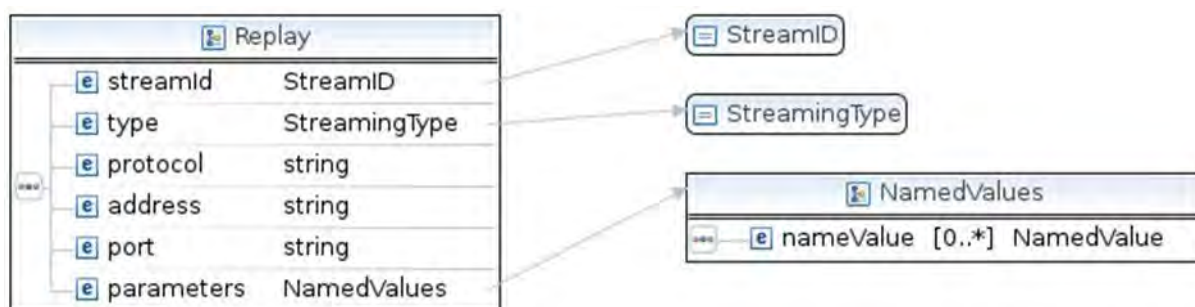 Replay
streamId StreamID
type StreamingType
protocol string
address string
port string
parameters NamedValues
StreamID
StreamingType
NamedValues
nameValue [0..*] NamedValue